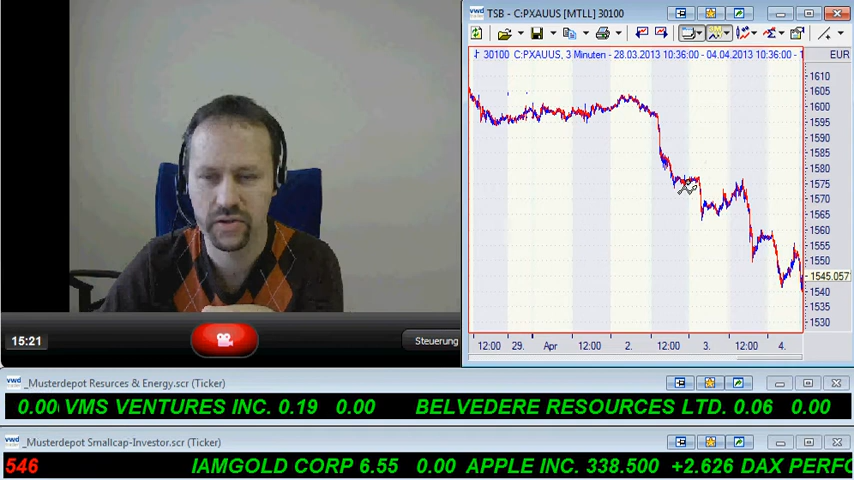 TSB - C:PXAUUS [MTLL] 30100
30100 C:PXAUUS, 3 Minuten - 28.03.2013 10:36:00 - 04.04.2013 10:36:00 - 1
EUR
1610
1600
1595
1590
1585
1580
1575
1570
1565
1560
1555
1550
1545.057
1540
1535
1530
12:00 29. Apr 12:00 2. 12:00 3. 12:00 4.
15:21
Steuerung
vwd _Musterdepot Resurces & Energy.scr (Ticker)
0.00 VMS VENTURES INC. 0.19 0.00 BELVEDERE RESOURCES LTD. 0.06 0.00
vwd _Musterdepot Smallcap-Investor.scr (Ticker)
546 IAMGOLD CORP 6.55 0.00 APPLE INC. 338.500 +2.626 DAX PERFO